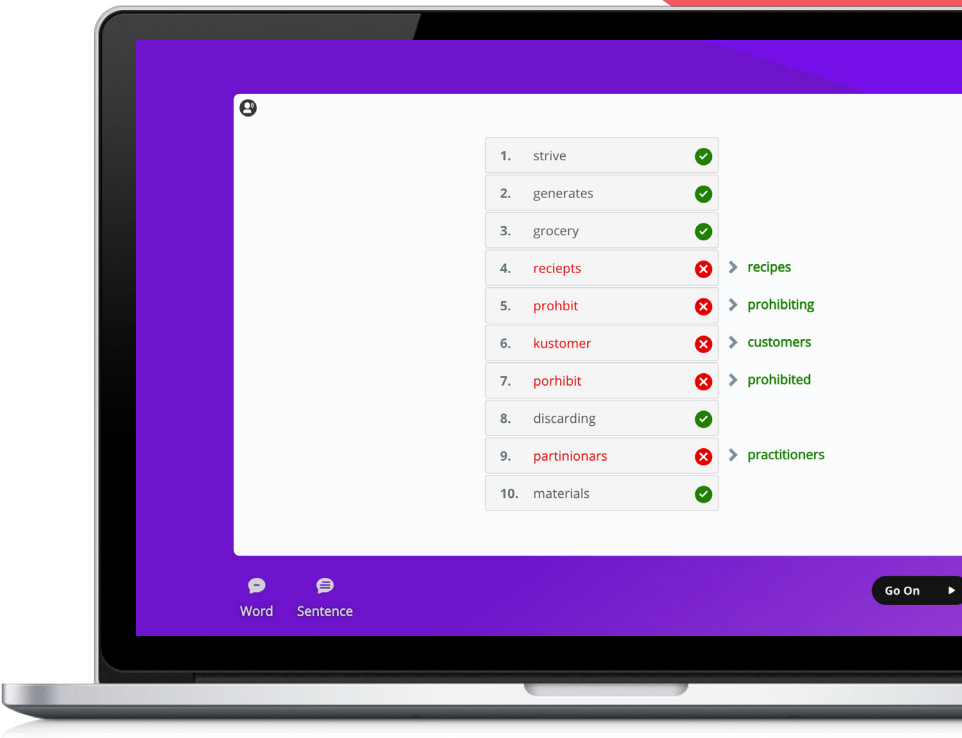 1. strive
2. generates
3. grocery
4. reciepts recipes
5. prohbit prohibiting
6. kustomer customers
7. porhibit prohibited
8. discarding
9. partinionars practitioners
10. materials
Word Sentence Go On